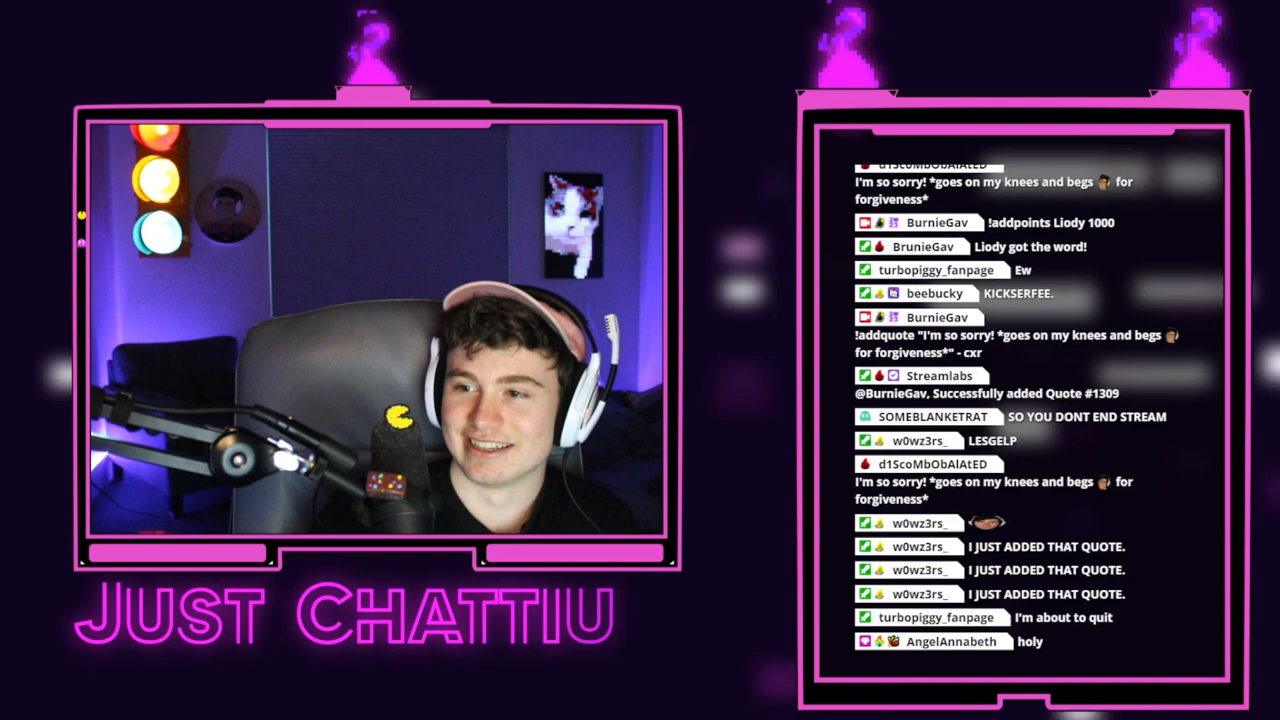 JUST CHATTIU
d1ScoMbObAlAtED
I'm so sorry! *goes on my knees and begs for
forgiveness*
BurnieGav !addpoints Liody 1000
BrunieGav Liody got the word!
turbopiggy_fanpage Ew
beebucky KICKSERFEE.
BurnieGav
!addquote "I'm so sorry! *goes on my knees and begs
for forgiveness*" - cxr
Streamlabs
@BurnieGav, Successfully added Quote #1309
SOMEBLANKETRAT SO YOU DONT END STREAM
w0wz3rs_ LESGELP
d1ScoMbObAlAtED
I'm so sorry! *goes on my knees and begs for
forgiveness*
w0wz3rs_
w0wz3rs_ I JUST ADDED THAT QUOTE.
w0wz3rs_ I JUST ADDED THAT QUOTE.
w0wz3rs_ I JUST ADDED THAT QUOTE.
turbopiggy_fanpage I'm about to quit
AngelAnnabeth holy